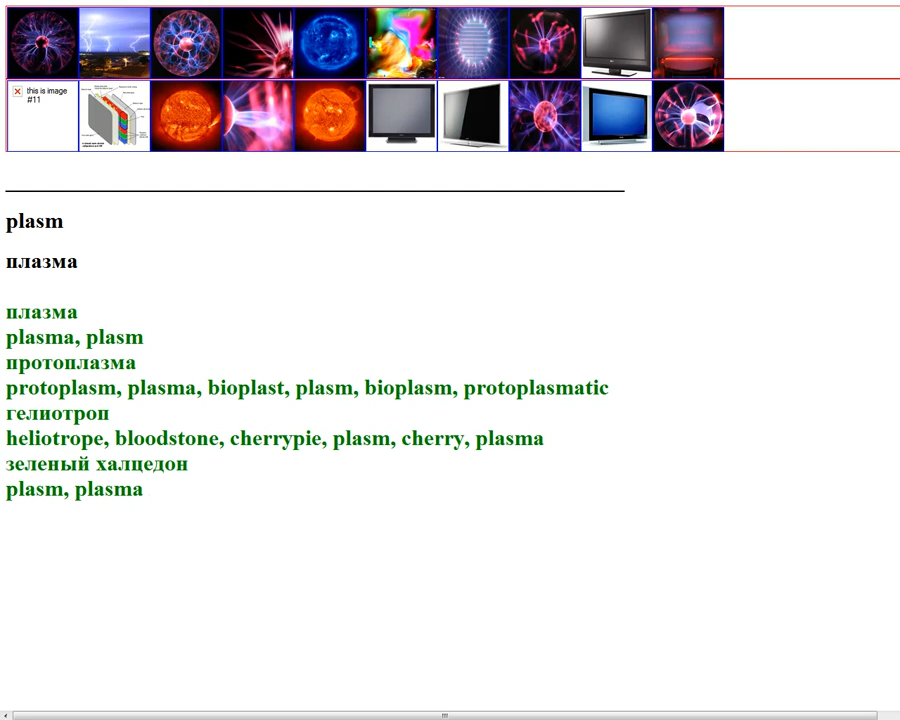 this is image
#11
plasm
плазма
плазма
plasma, plasm
протоплазма
protoplasm, plasma, bioplast, plasm, bioplasm, protoplasmatic
гелиотроп
heliotrope, bloodstone, cherrypie, plasm, cherry, plasma
зеленый халцедон
plasm, plasma